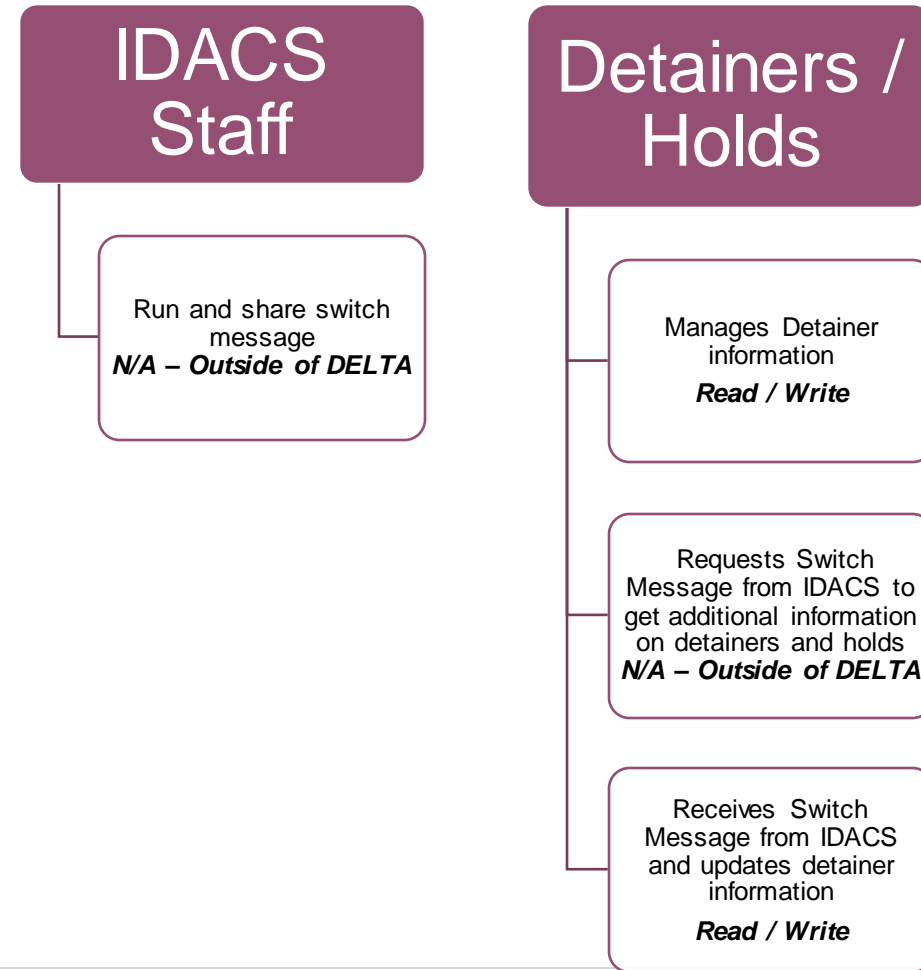 IDACS
Staff
Run and share switch
message
N/A – Outside of DELTA
Detainers /
Holds
Manages Detainer
information
Read / Write
Requests Switch
Message from IDACS to
get additional information
on detainers and holds
N/A – Outside of DELTA
Receives Switch
Message from IDACS
and updates detainer
information
Read / Write